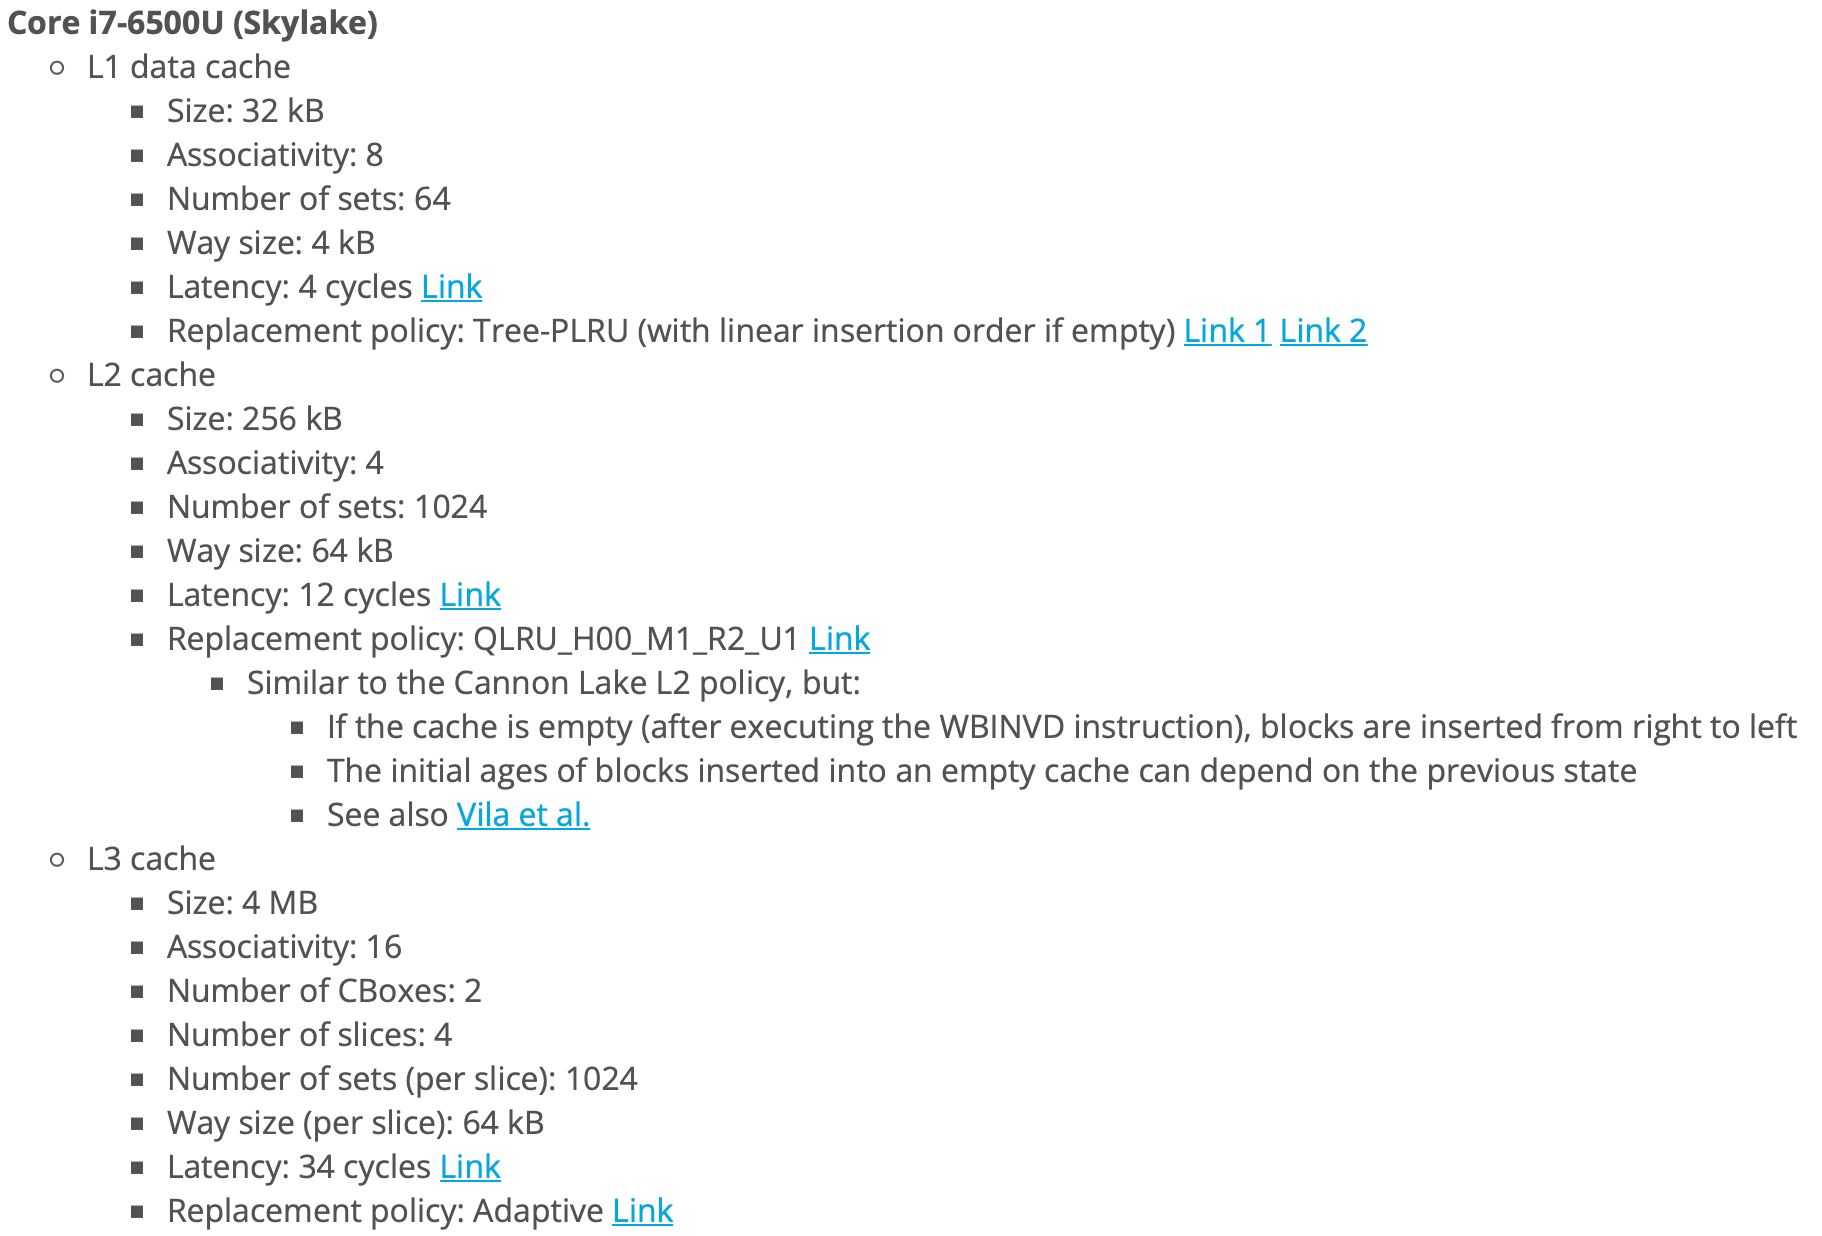 Core i7-6500U (Skylake)
L1 data cache
Size: 32 kB
Associativity: 8
Number of sets: 64
Way size: 4 kB
Latency: 4 cycles Link
Replacement policy: Tree-PLRU (with linear insertion order if empty) Link 1 Link 2
L2 cache
Size: 256 kB
Associativity: 4
Number of sets: 1024
Way size: 64 kB
Latency: 12 cycles Link
Replacement policy: QLRU_H00_M1_R2_U1 Link
Similar to the Cannon Lake L2 policy, but:
If the cache is empty (after executing the WBINVD instruction), blocks are inserted from right to left
The initial ages of blocks inserted into an empty cache can depend on the previous state
See also Vila et al.
L3 cache
Size: 4 MB
Associativity: 16
Number of CBoxes: 2
Number of slices: 4
Number of sets (per slice): 1024
Way size (per slice): 64 kB
Latency: 34 cycles Link
Replacement policy: Adaptive Link